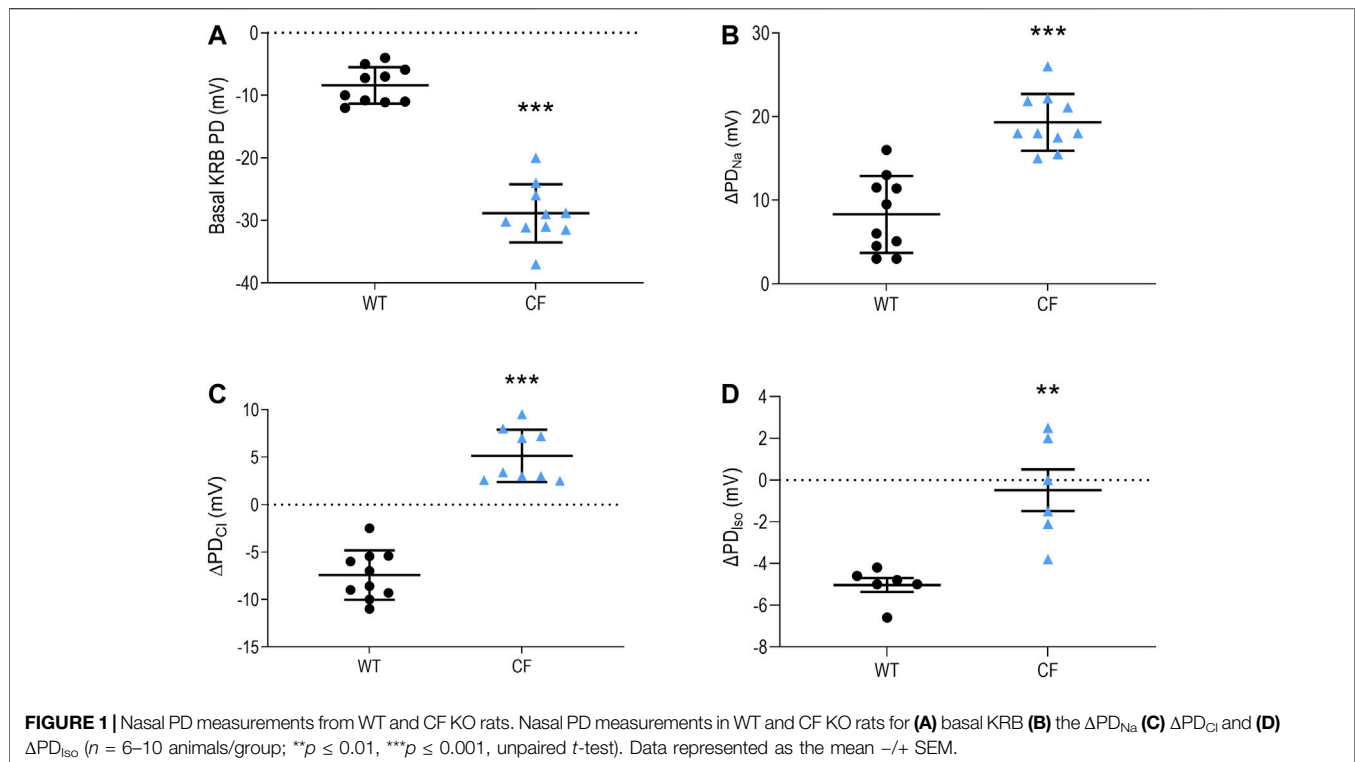 A
Basal KRB PD (mV)
0
-10
-20
-30
-40
***
WT
CF
B
ΔPDNa (mV)
30
20
10
0
***
WT
CF
C
ΔPDCl (mV)
10
5
0
-5
-10
-15
***
WT
CF
D
ΔPDIso (mV)
4
2
0
-2
-4
-6
-8
**
WT
CF
FIGURE 1 | Nasal PD measurements from WT and CF KO rats. Nasal PD measurements in WT and CF KO rats for (A) basal KRB (B) the ΔPDNa (C) ΔPDCl and (D)
ΔPDIso (n = 6–10 animals/group; **p ≤ 0.01, ***p ≤ 0.001, unpaired t-test). Data represented as the mean −/+ SEM.